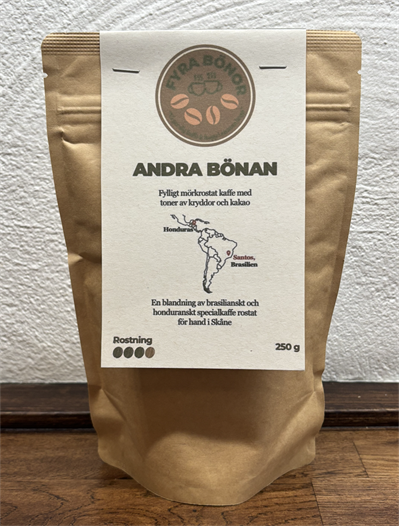 FYRA BÖNOR
ANDRA BÖNAN
Fylligt mörkrostat kaffe med
toner av kryddor och kakao
Honduras
Santos,
Brasilien
En blandning av brasilianskt och
honduranskt specialkaffe rostat
för hand i Skåne
Rostning
250 g